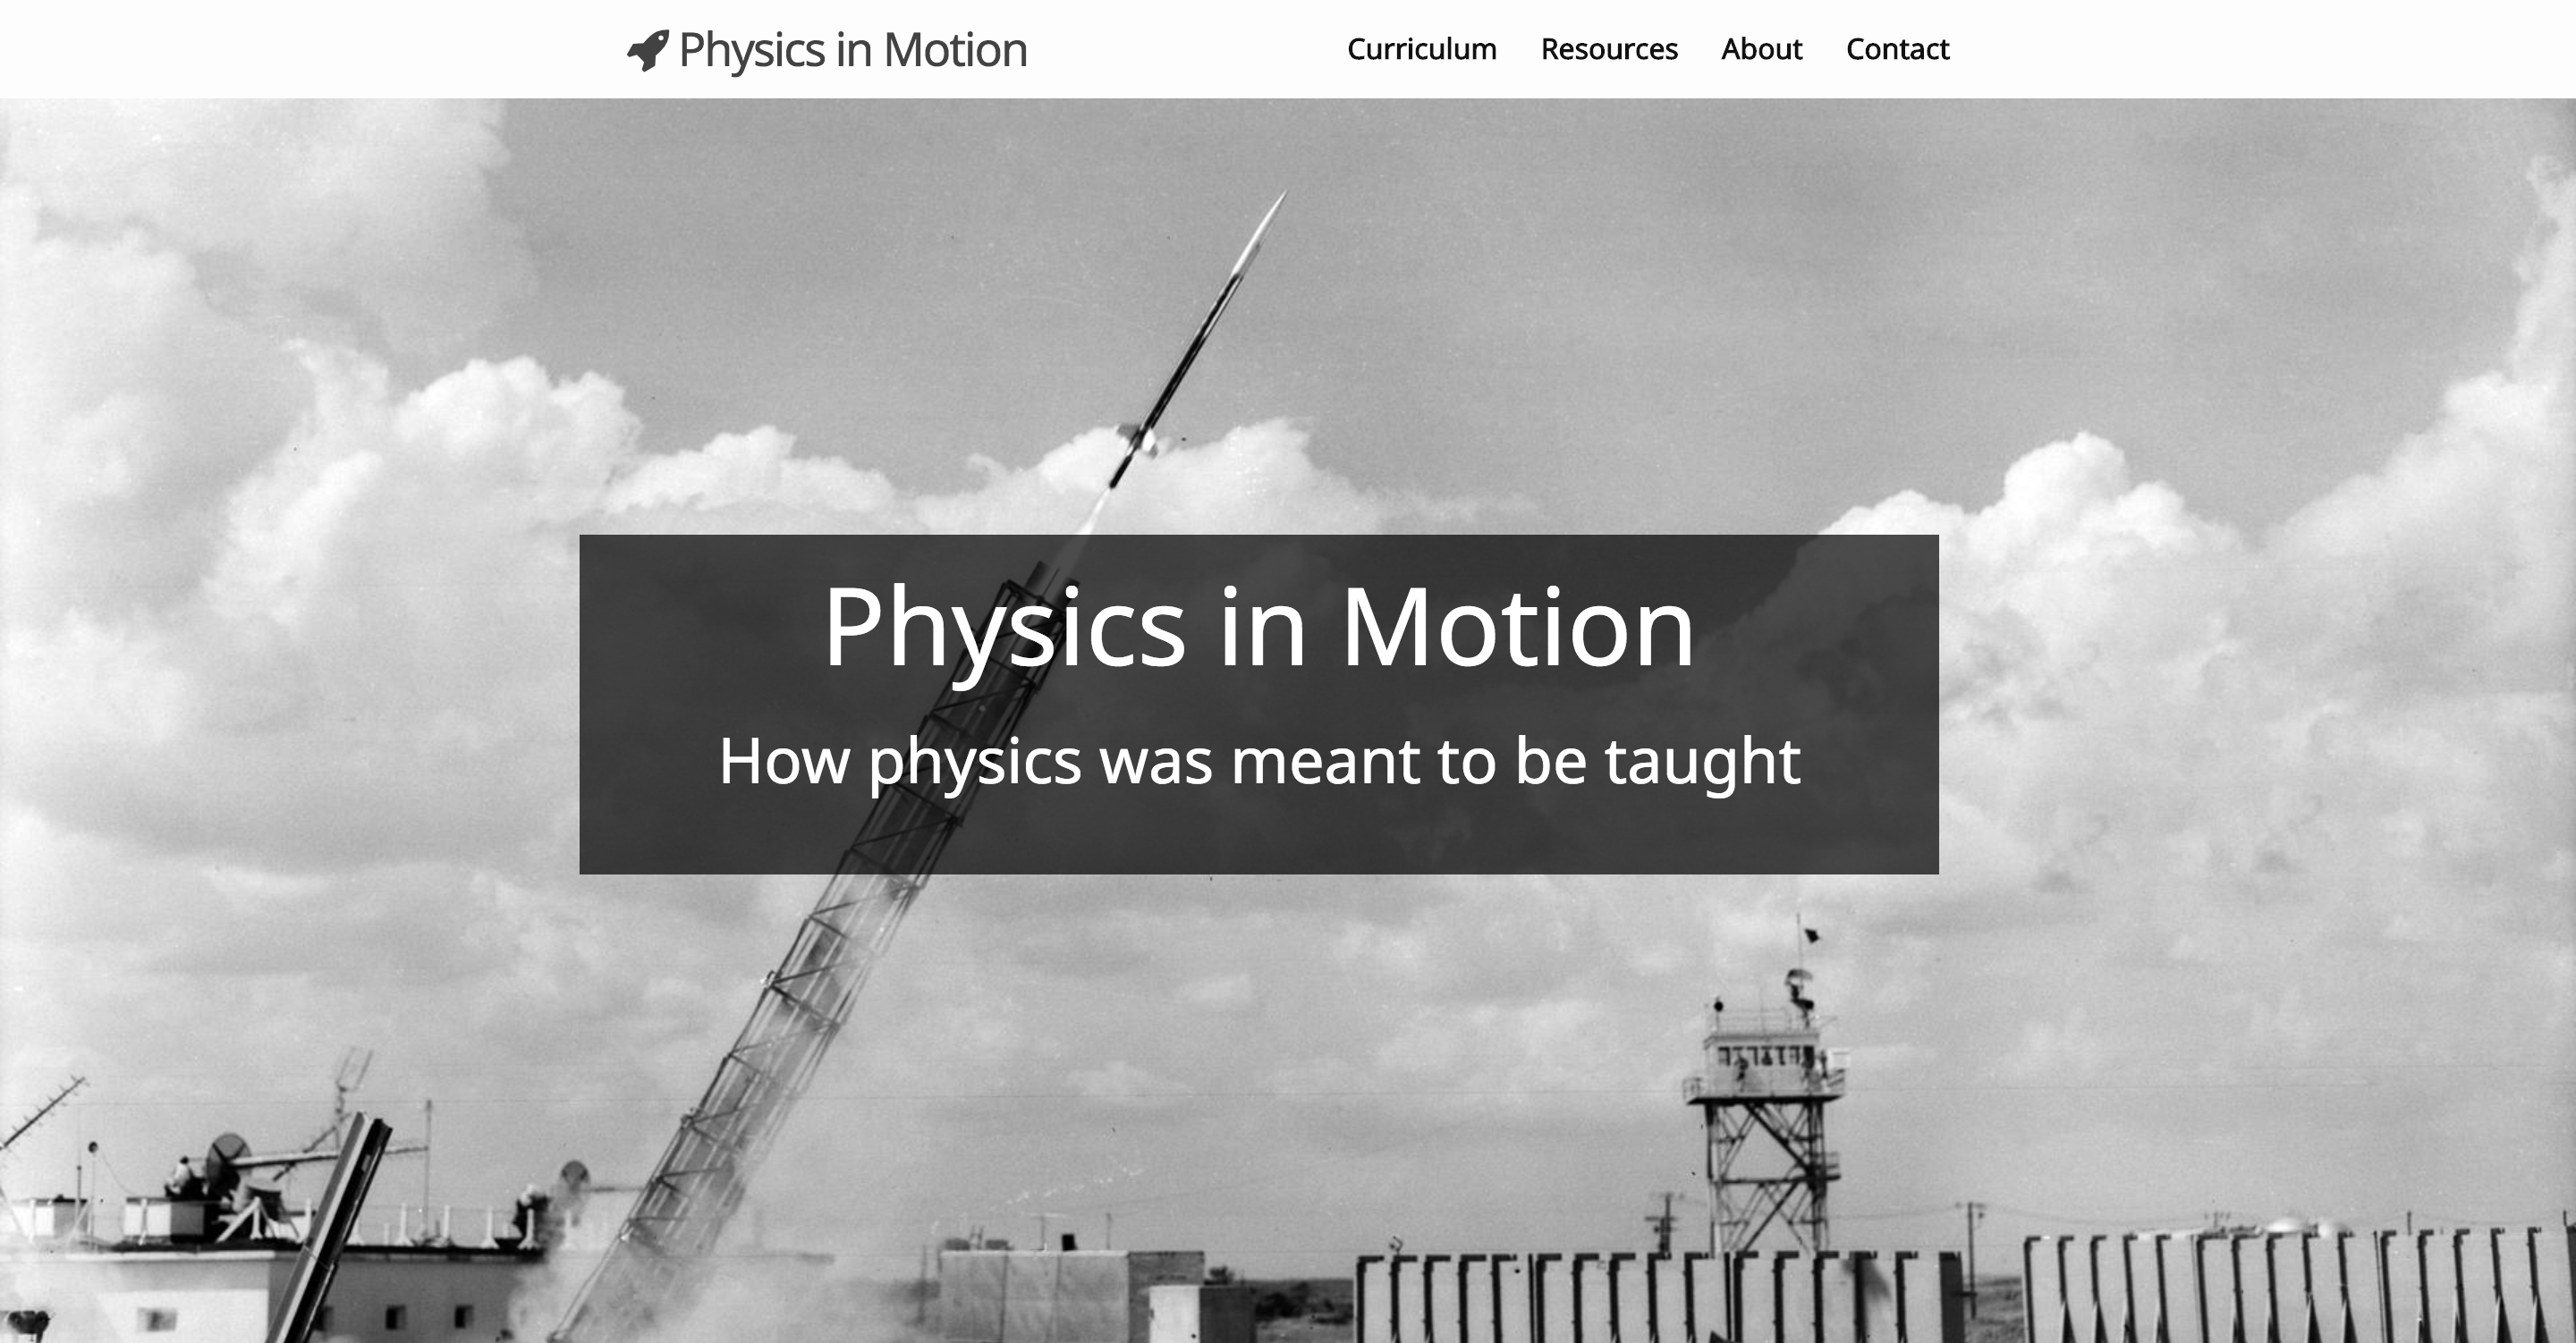 Physics in Motion
Curriculum Resources About Contact
Physics in Motion
How physics was meant to be taught